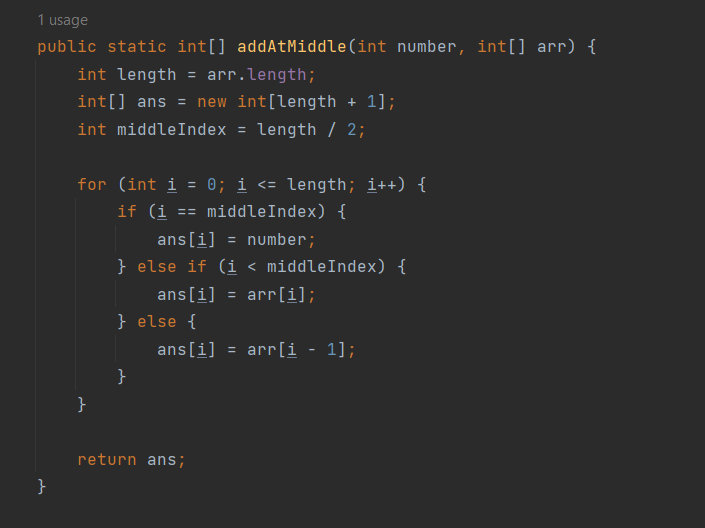 1 usage
public static int[] addAtMiddle(int number, int[] arr) {
    int length = arr.length;
    int[] ans = new int[length + 1];
    int middleIndex = length / 2;

    for (int i = 0; i <= length; i++) {
        if (i == middleIndex) {
            ans[i] = number;
        } else if (i < middleIndex) {
            ans[i] = arr[i];
        } else {
            ans[i] = arr[i - 1];
        }
    }

    return ans;
}